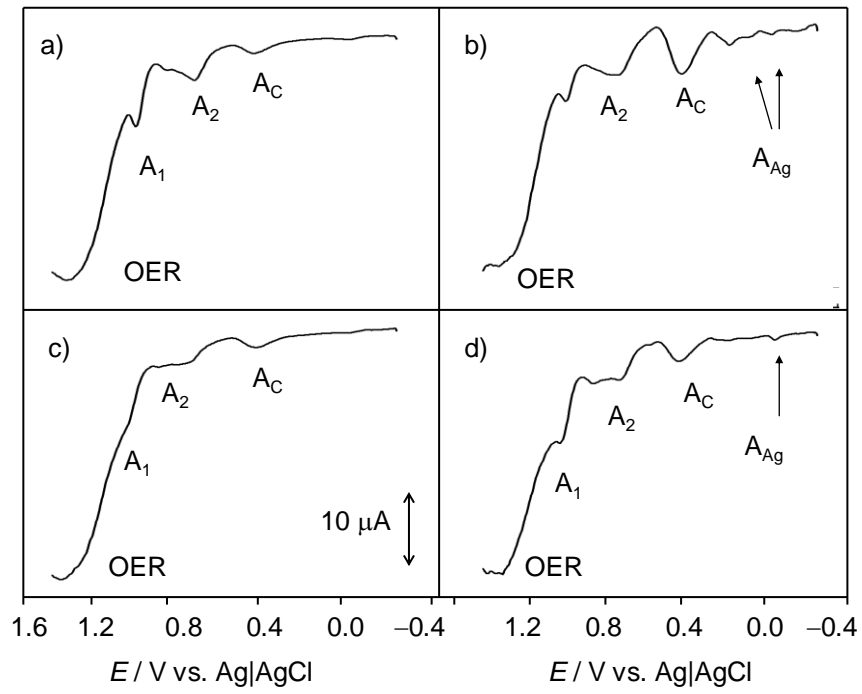 a)
A1
A2
AC
OER
b)
A2
AC
AAg
OER
c)
A2
AC
A1
10 μA
OER
d)
A2
AC
AAg
A1
OER
1.6 1.2 0.8 0.4 0.0 −0.4
1.2 0.8 0.4 0.0 −0.4
E / V vs. Ag|AgCl
E / V vs. Ag|AgCl